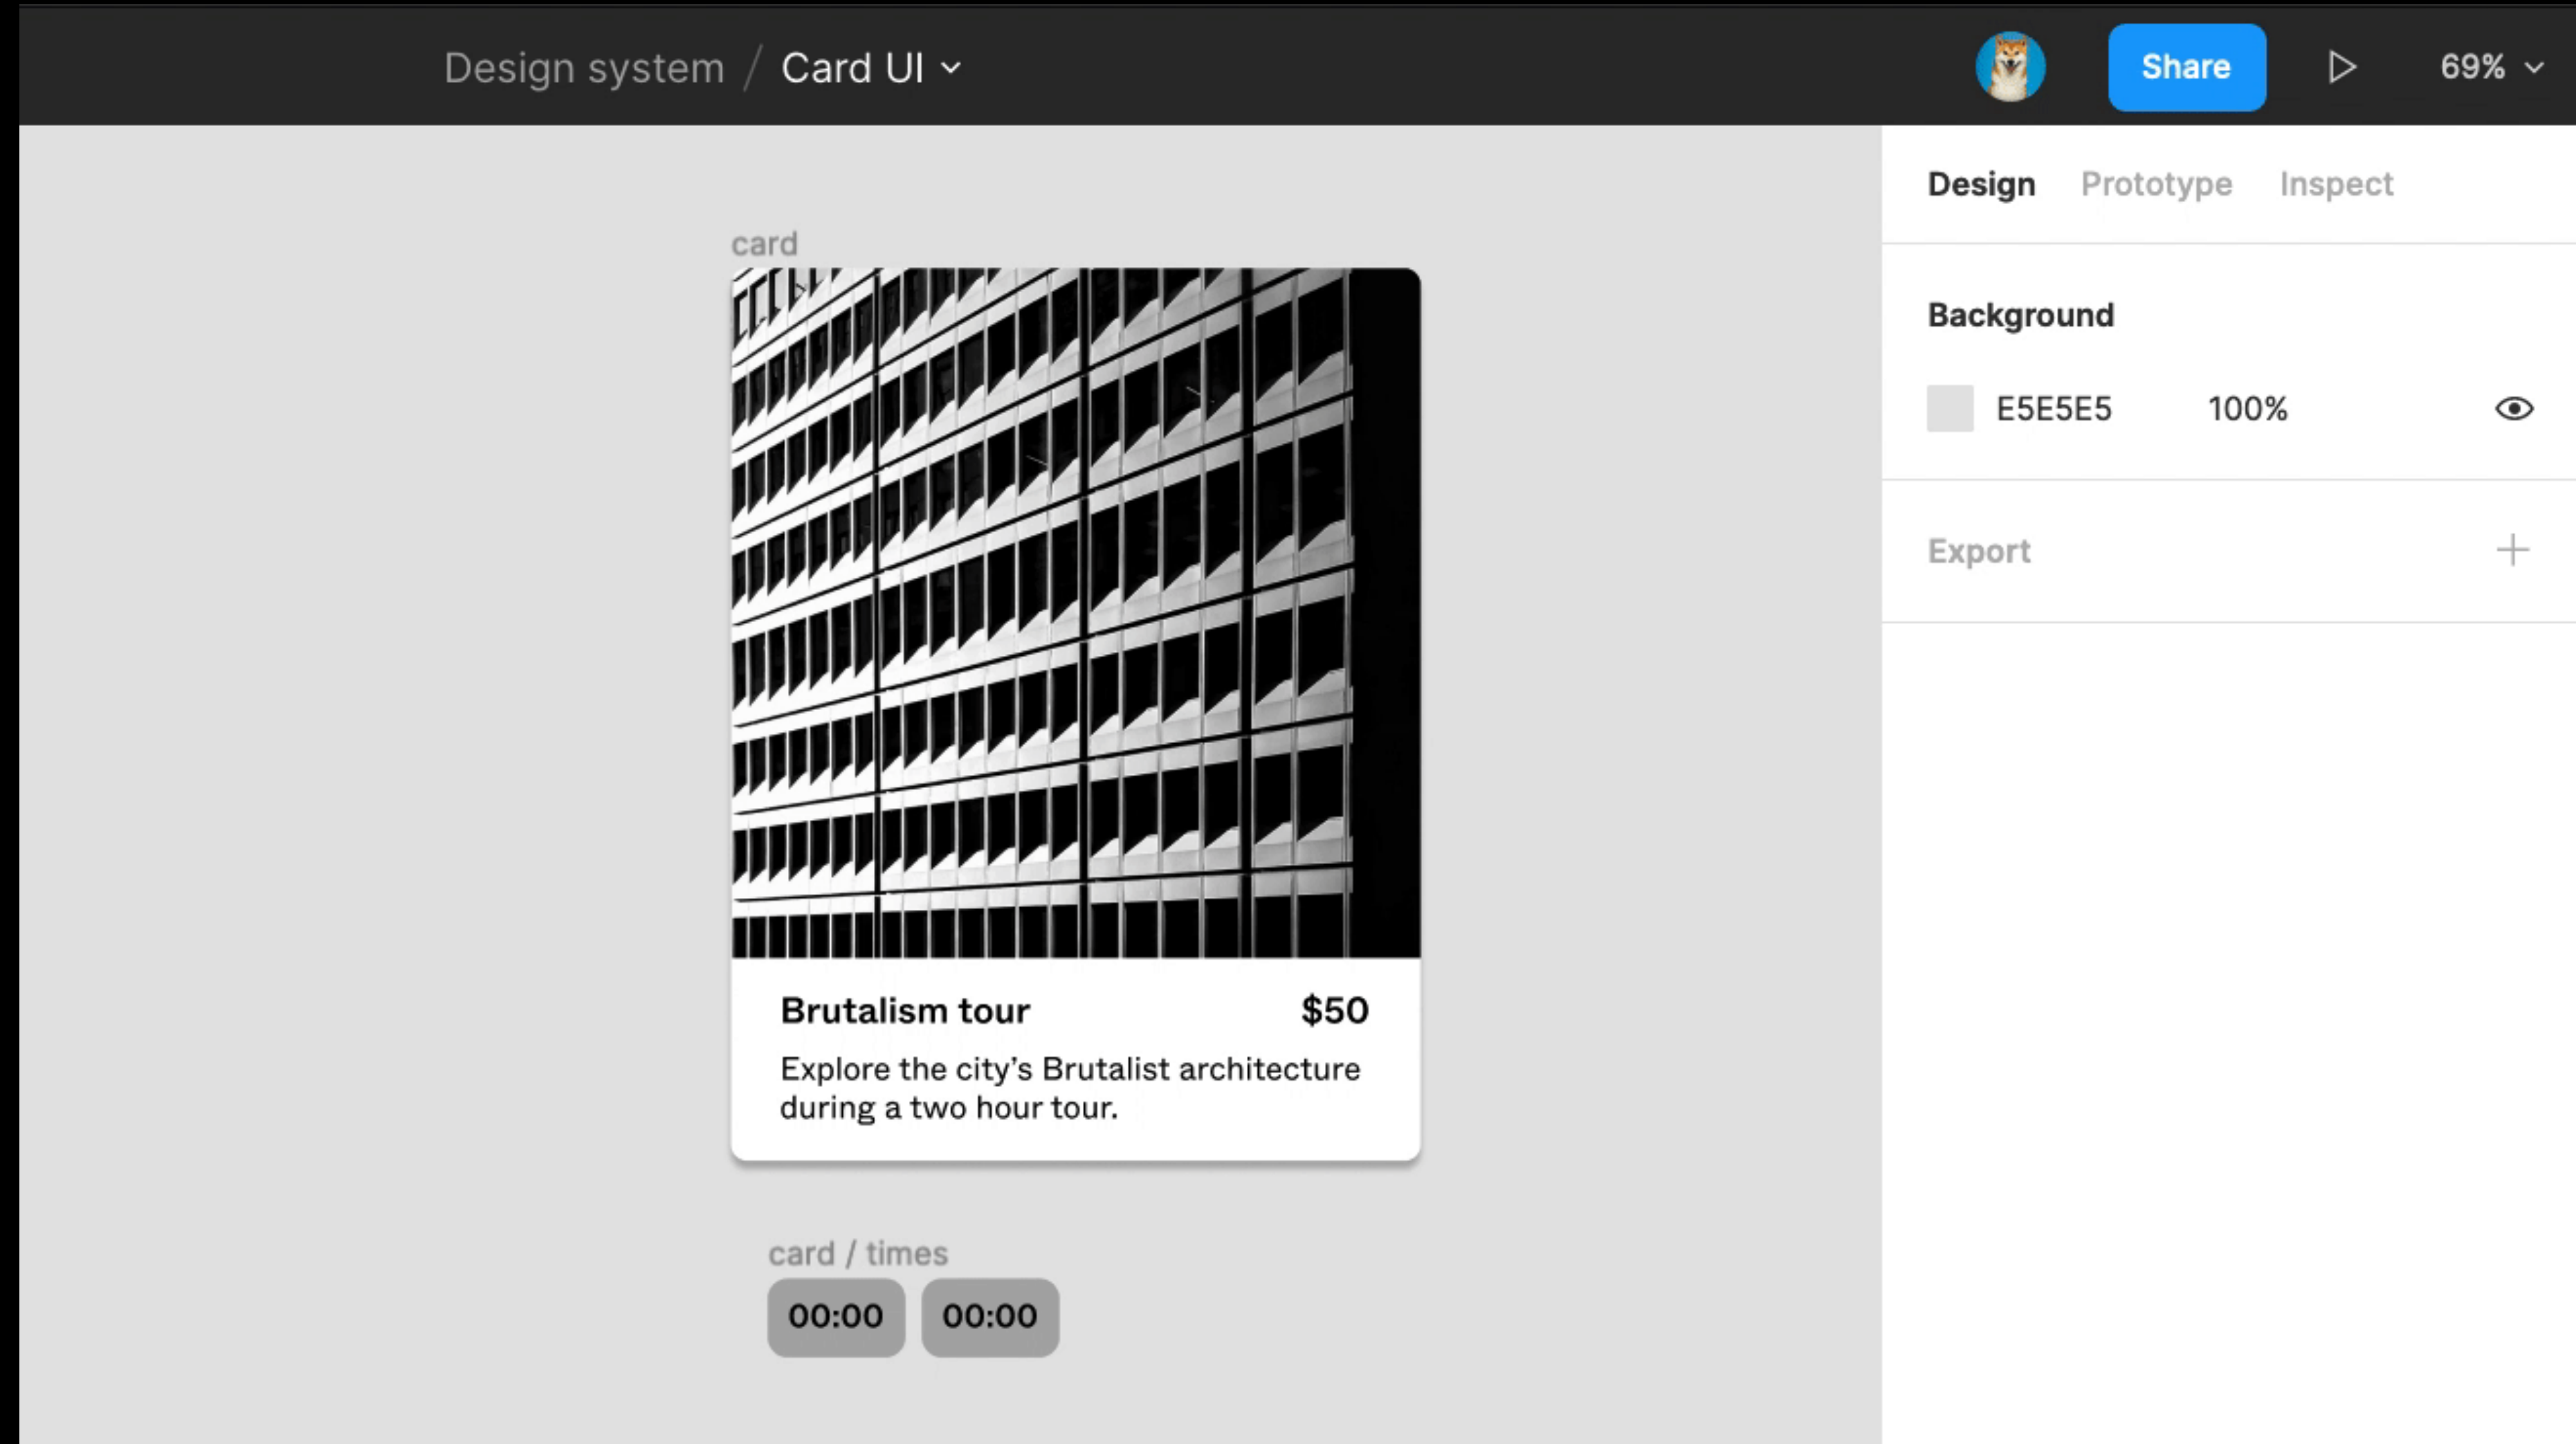 Design system / Card UI
Share
69%
Design Prototype Inspect
card
Background
E5E5E5 100%
Export
Brutalism tour $50
Explore the city’s Brutalist architecture
during a two hour tour.
card / times
00:00 00:00